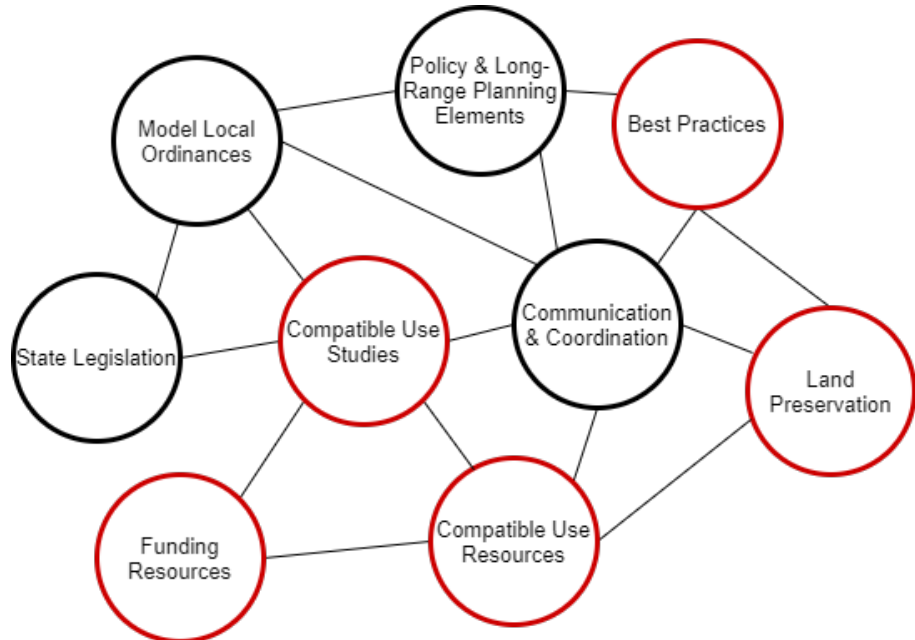 Policy & Long-
Range Planning
Elements
Best Practices
Model Local
Ordinances
Communication
& Coordination
Compatible Use
Studies
State Legislation
Land
Preservation
Funding
Resources
Compatible Use
Resources